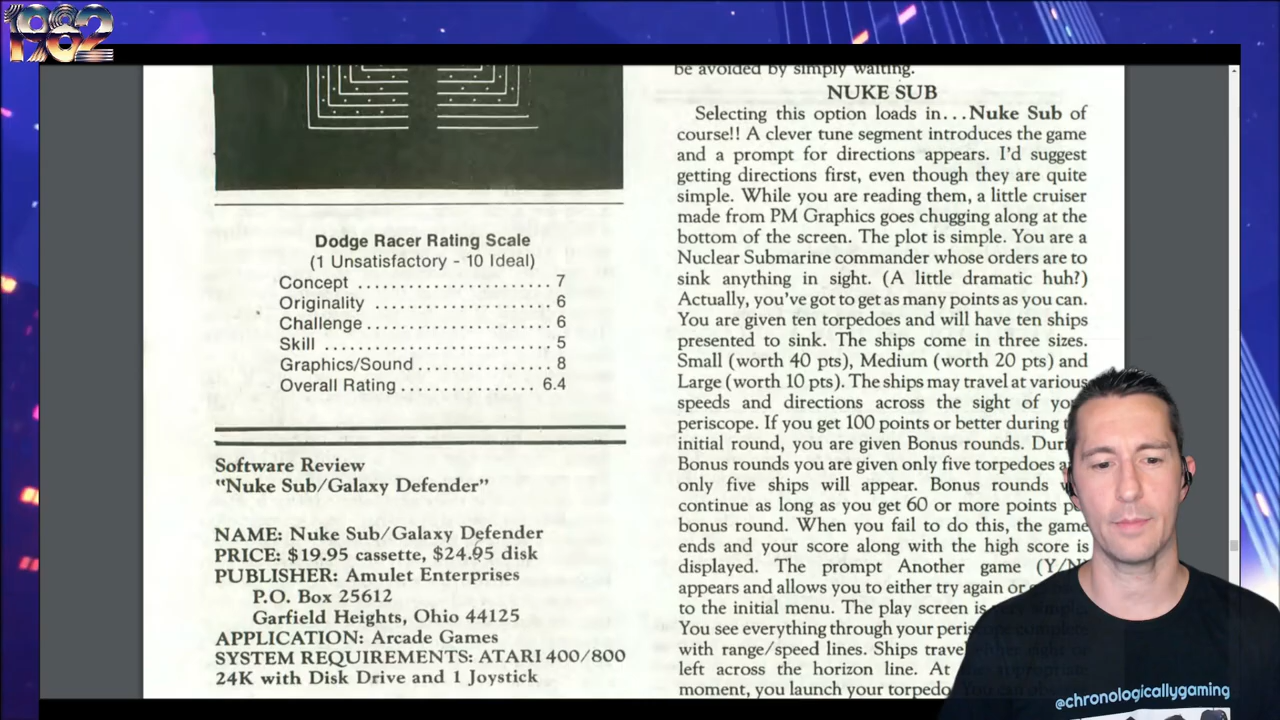 1982
Dodge Racer Rating Scale
(1 Unsatisfactory - 10 Ideal)
Concept ........................ 7
Originality ....................... 6
Challenge ....................... 6
Skill ............................ 5
Graphics/Sound ................. 8
Overall Rating .................. 6.4
Software Review
"Nuke Sub/Galaxy Defender"
NAME: Nuke Sub/Galaxy Defender
PRICE: $19.95 cassette, $24.95 disk
PUBLISHER: Amulet Enterprises
P.O. Box 25612
Garfield Heights, Ohio 44125
APPLICATION: Arcade Games
SYSTEM REQUIREMENTS: ATARI 400/800
24K with Disk Drive and 1 Joystick
be avoided by simply waiting.
NUKE SUB
Selecting this option loads in...Nuke Sub of
course!! A clever tune segment introduces the game
and a prompt for directions appears. I'd suggest
getting directions first, even though they are quite
simple. While you are reading them, a little cruiser
made from PM Graphics goes chugging along at the
bottom of the screen. The plot is simple. You are a
Nuclear Submarine commander whose orders are to
sink anything in sight. (A little dramatic huh?)
Actually, you've got to get as many points as you can.
You are given ten torpedoes and will have ten ships
presented to sink. The ships come in three sizes.
Small (worth 40 pts), Medium (worth 20 pts) and
Large (worth 10 pts). The ships may travel at various
speeds and directions across the sight of
periscope. If you get 100 points or better during
initial round, you are given Bonus rounds.
Bonus rounds you are given only five torpedoes
only five ships will appear. Bonus rounds
continue as long as you get 60 or more points
bonus round. When you fail to do this, the game
ends and your score along with the high score is
displayed. The prompt Another game (Y/N)
appears and allows you to either try again or
to the initial menu. The play screen is
You see everything through your
with range/speed lines. Ships
left across the horizon line. At
moment, you launch your
@chronologicallygaming